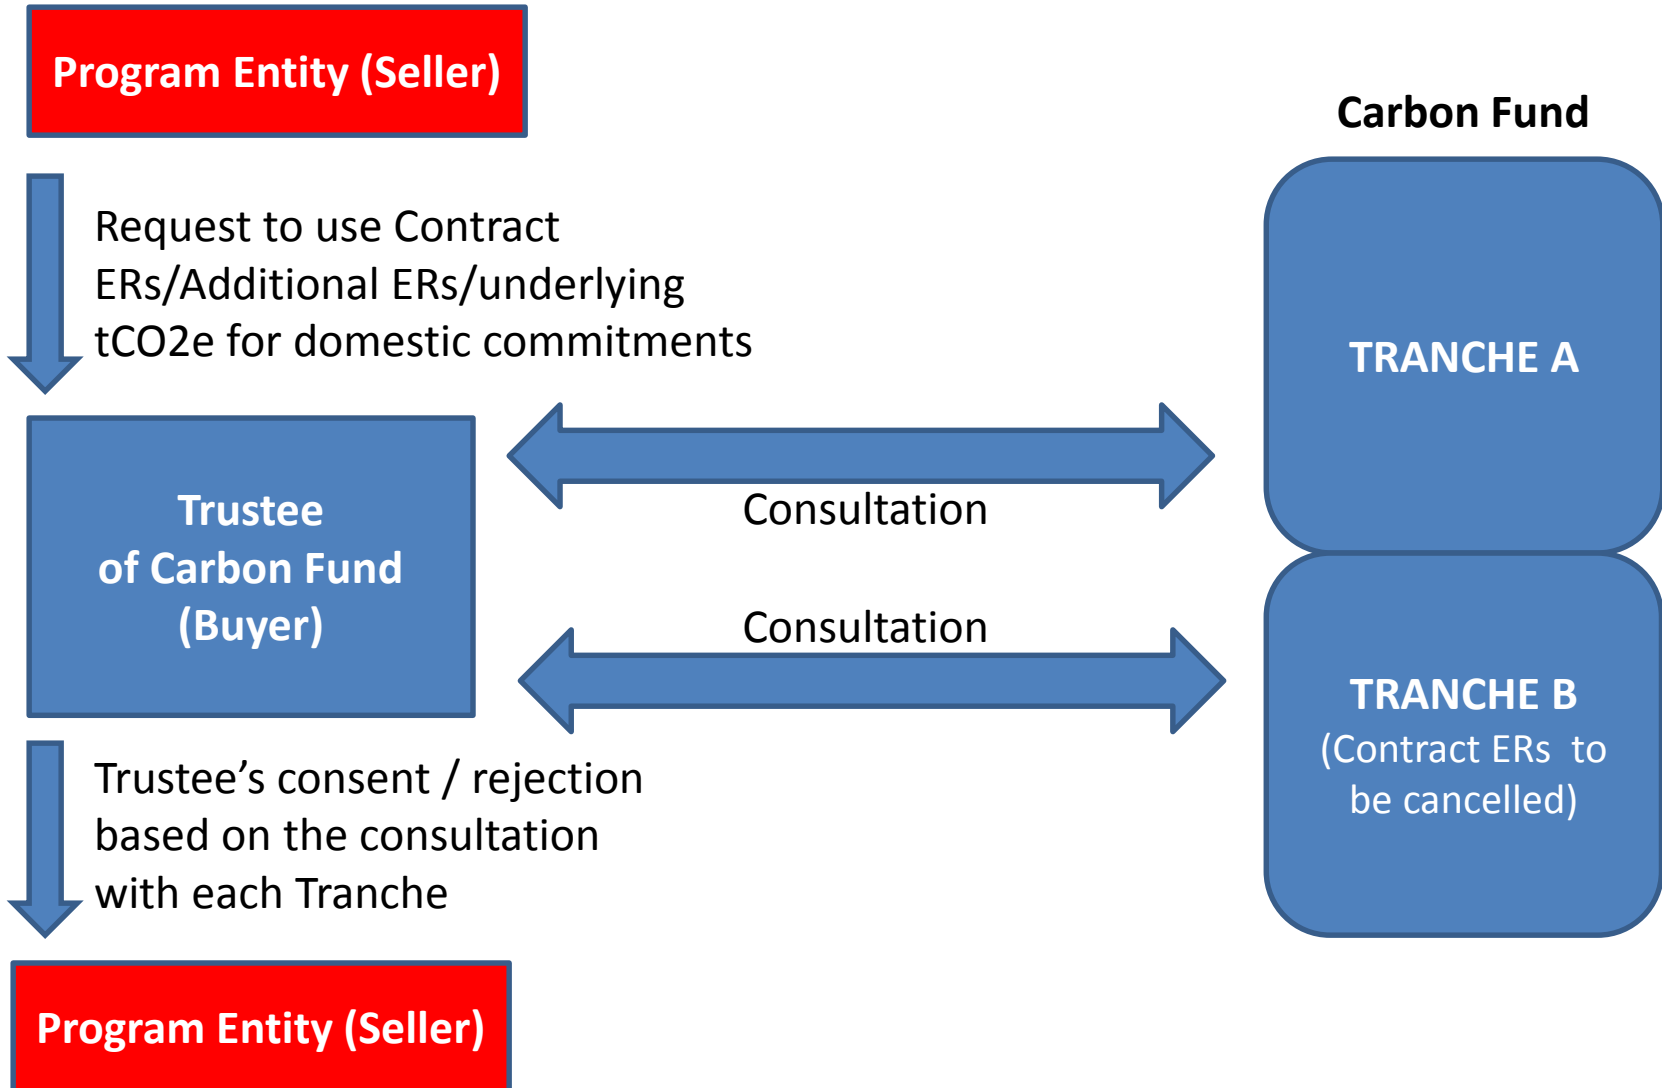 Program Entity (Seller)
Carbon Fund
Request to use Contract
ERs/Additional ERs/underlying
tCO2e for domestic commitments
TRANCHE A
Trustee
of Carbon Fund
(Buyer)
Consultation
Consultation
TRANCHE B
(Contract ERs to
be cancelled)
Trustee’s consent / rejection
based on the consultation
with each Tranche
Program Entity (Seller)